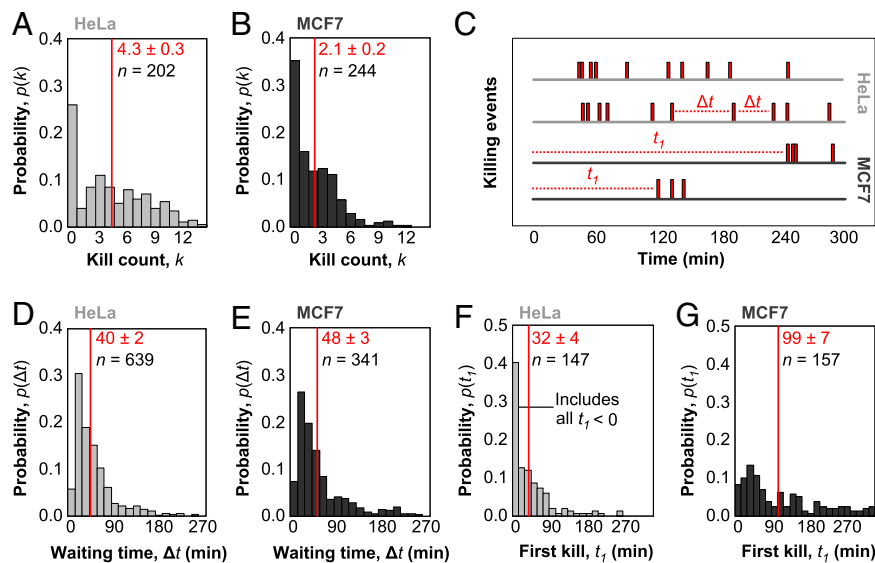 A
HeLa
Probability, p(k)
0.4
0.3
0.2
0.1
0.0
4.3 ± 0.3
n = 202
0 3 6 9 12
Kill count, k
B
MCF7
Probability, p(k)
0.4
0.3
0.2
0.1
0.0
2.1 ± 0.2
n = 244
0 3 6 9 12
Kill count, k
C
Killing events
Δt Δt
t1
t1
HeLa
MCF7
0 60 120 180 240 300
Time (min)
D
HeLa
Probability, p(Δt)
0.4
0.3
0.2
0.1
0.0
40 ± 2
n = 639
0 90 180 270
Waiting time, Δt (min)
E
MCF7
Probability, p(Δt)
0.4
0.3
0.2
0.1
0.0
48 ± 3
n = 341
0 90 180 270
Waiting time, Δt (min)
F
HeLa
Probability, p(t1)
0.5
0.4
0.3
0.2
0.1
0.0
32 ± 4
n = 147
Includes
all t1 < 0
0 90 180 270
First kill, t1 (min)
G
MCF7
Probability, p(t1)
0.5
0.4
0.3
0.2
0.1
0.0
99 ± 7
n = 157
0 90 180 270
First kill, t1 (min)